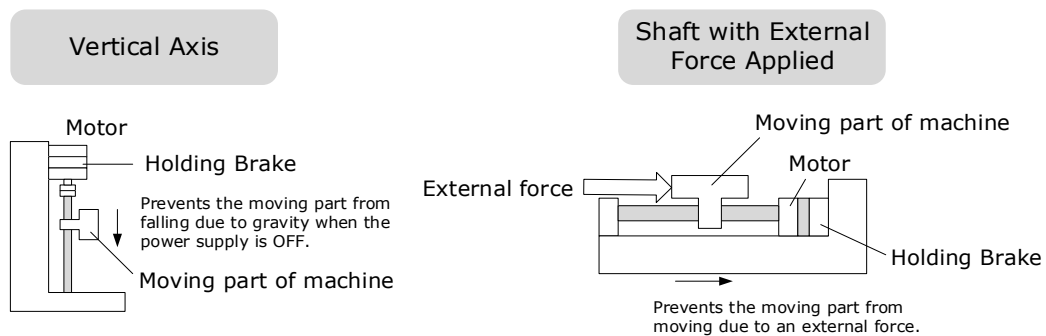 Vertical Axis
Motor
Holding Brake
Prevents the moving part from
falling due to gravity when the
power supply is OFF.
Moving part of machine
Shaft with External
Force Applied
Moving part of machine
Motor
External force
Holding Brake
Prevents the moving part from
moving due to an external force.